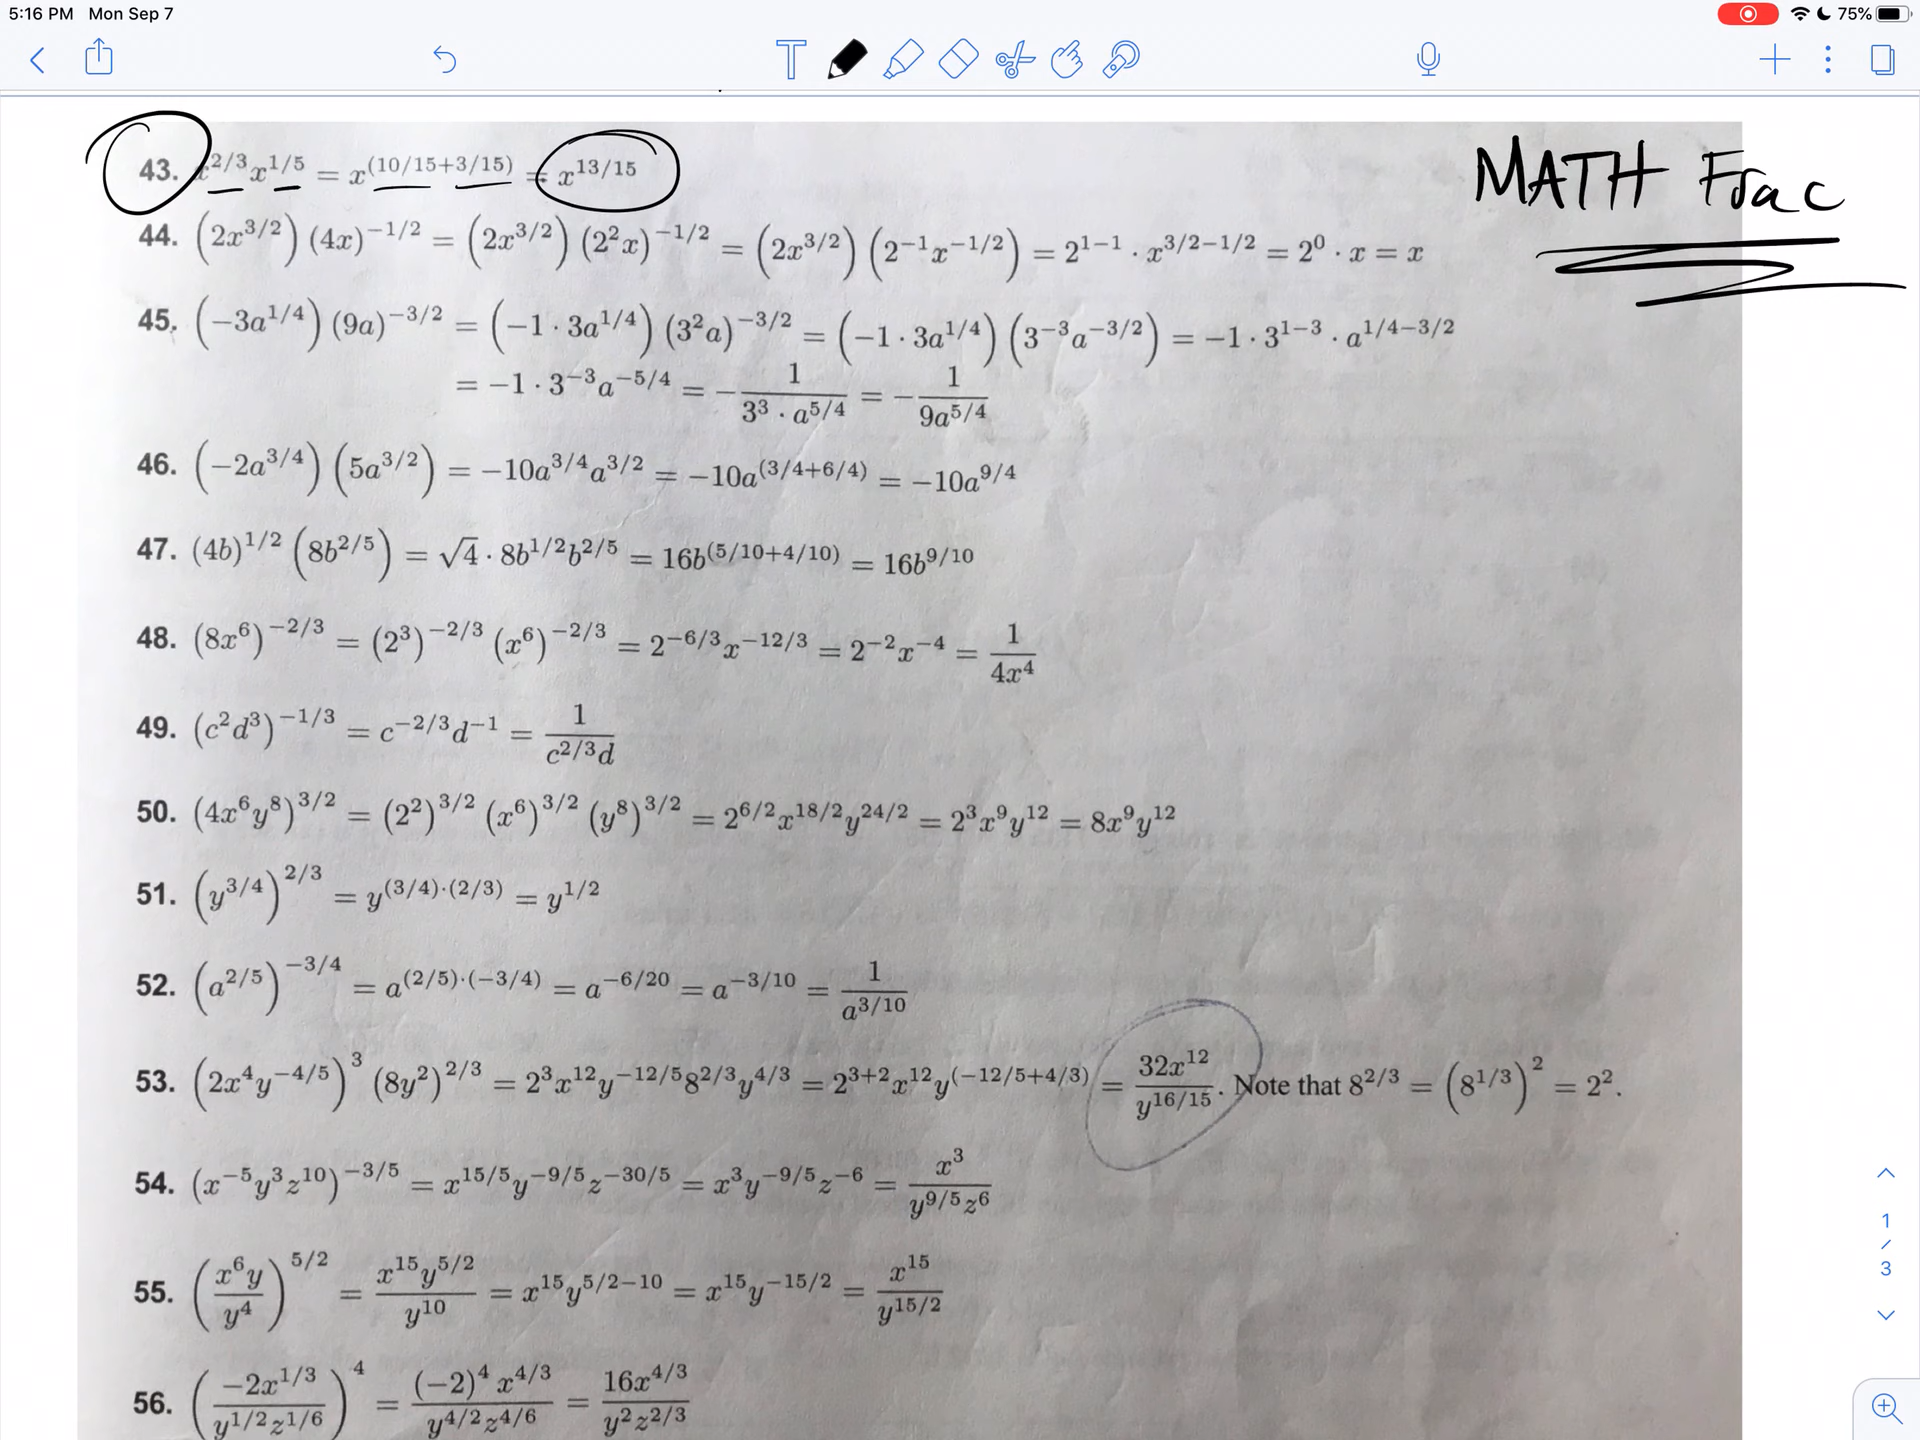 5:16 PM Mon Sep 7 75%
T
MATH Frac
43. x^{2/3}x^{1/5} = x^{(10/15+3/15)} = x^{13/15}
44. (2x^{3/2}) (4x)^{-1/2} = (2x^{3/2}) (2^2x)^{-1/2} = (2x^{3/2}) (2^{-1}x^{-1/2}) = 2^{1-1} · x^{3/2-1/2} = 2^0 · x = x
45. (-3a^{1/4}) (9a)^{-3/2} = (-1 · 3a^{1/4}) (3^2a)^{-3/2} = (-1 · 3a^{1/4}) (3^{-3}a^{-3/2}) = -1 · 3^{1-3} · a^{1/4-3/2}
= -1 · 3^{-3}a^{-5/4} = -\frac{1}{3^3 · a^{5/4}} = -\frac{1}{9a^{5/4}}
46. (-2a^{3/4}) (5a^{3/2}) = -10a^{3/4}a^{3/2} = -10a^{(3/4+6/4)} = -10a^{9/4}
47. (4b)^{1/2} (8b^{2/5}) = √4 · 8b^{1/2}b^{2/5} = 16b^{(5/10+4/10)} = 16b^{9/10}
48. (8x^6)^{-2/3} = (2^3)^{-2/3} (x^6)^{-2/3} = 2^{-6/3}x^{-12/3} = 2^{-2}x^{-4} = \frac{1}{4x^4}
49. (c^2d^3)^{-1/3} = c^{-2/3}d^{-1} = \frac{1}{c^{2/3}d}
50. (4x^6y^8)^{3/2} = (2^2)^{3/2} (x^6)^{3/2} (y^8)^{3/2} = 2^{6/2}x^{18/2}y^{24/2} = 2^3x^9y^{12} = 8x^9y^{12}
51. (y^{3/4})^{2/3} = y^{(3/4)·(2/3)} = y^{1/2}
52. (a^{2/5})^{-3/4} = a^{(2/5)·(-3/4)} = a^{-6/20} = a^{-3/10} = \frac{1}{a^{3/10}}
53. (2x^4y^{-4/5})^3 (8y^2)^{2/3} = 2^3x^{12}y^{-12/5}8^{2/3}y^{4/3} = 2^{3+2}x^{12}y^{(-12/5+4/3)} = \frac{32x^{12}}{y^{16/15}}. Note that 8^{2/3} = (8^{1/3})^2 = 2^2.
54. (x^{-5}y^3z^{10})^{-3/5} = x^{15/5}y^{-9/5}z^{-30/5} = x^3y^{-9/5}z^{-6} = \frac{x^3}{y^{9/5}z^6}
55. (\frac{x^6y}{y^4})^{5/2} = \frac{x^{15}y^{5/2}}{y^{10}} = x^{15}y^{5/2-10} = x^{15}y^{-15/2} = \frac{x^{15}}{y^{15/2}}
56. (\frac{-2x^{1/3}}{y^{1/2}z^{1/6}})^4 = \frac{(-2)^4 x^{4/3}}{y^{4/2}z^{4/6}} = \frac{16x^{4/3}}{y^2z^{2/3}}
1
/
3